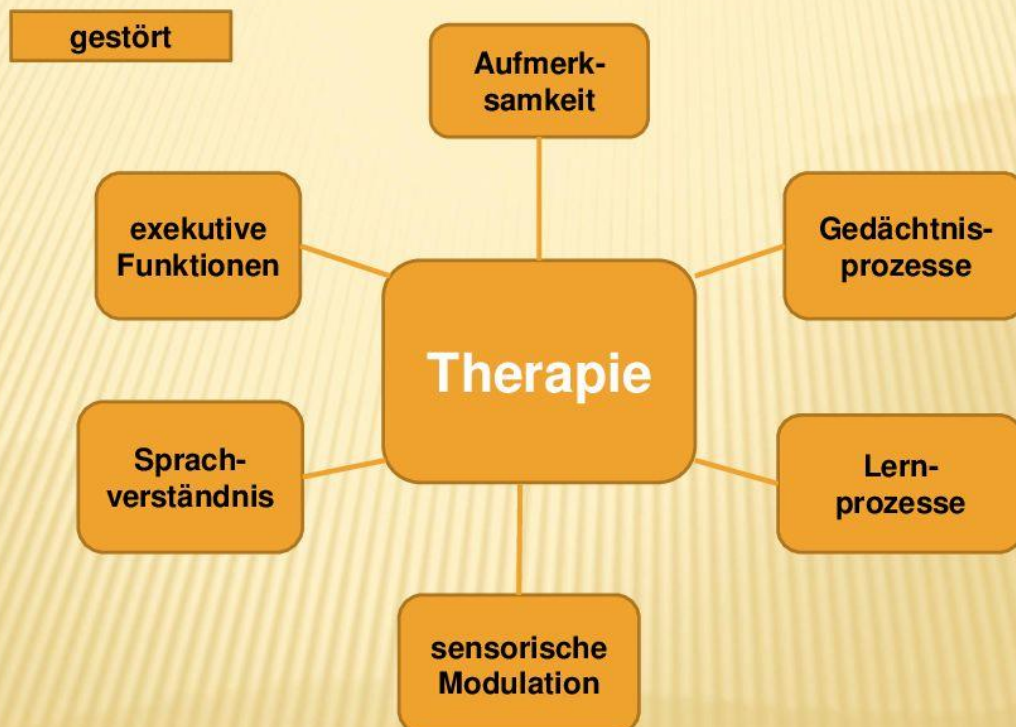 gestört
Aufmerk-
samkeit
exekutive
Funktionen
Gedächtnis-
prozesse
Therapie
Sprach-
verständnis
Lern-
prozesse
sensorische
Modulation